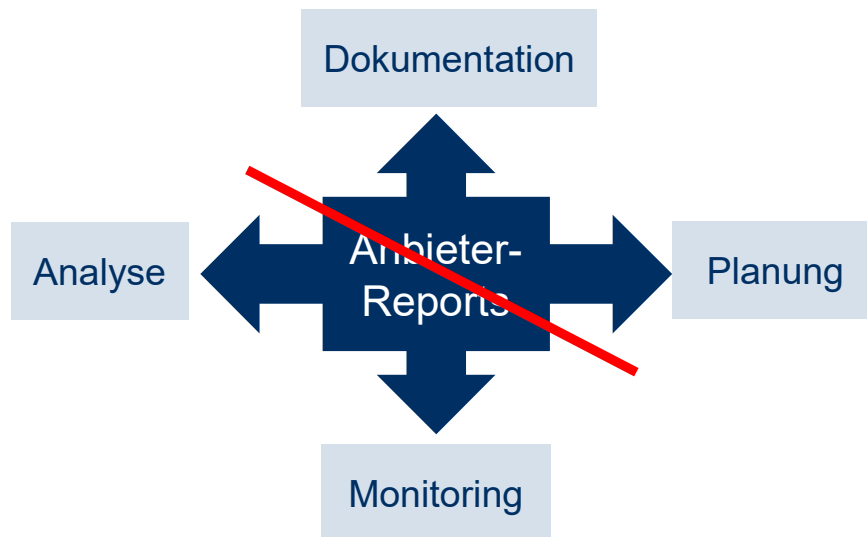 Dokumentation
Analyse
Anbieter-
Reports
Planung
Monitoring